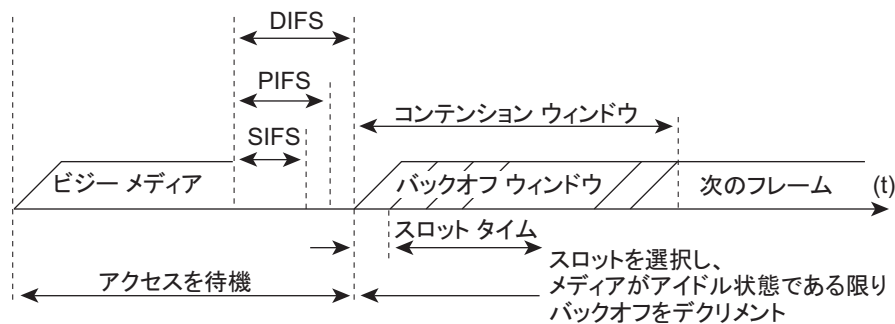 DIFS
PIFS
コンテンション ウィンドウ
SIFS
ビジー メディア
バックオフ ウィンドウ
次のフレーム
(t)
スロット タイム
アクセスを待機
スロットを選択し、
メディアがアイドル状態である限り
バックオフをデクリメント